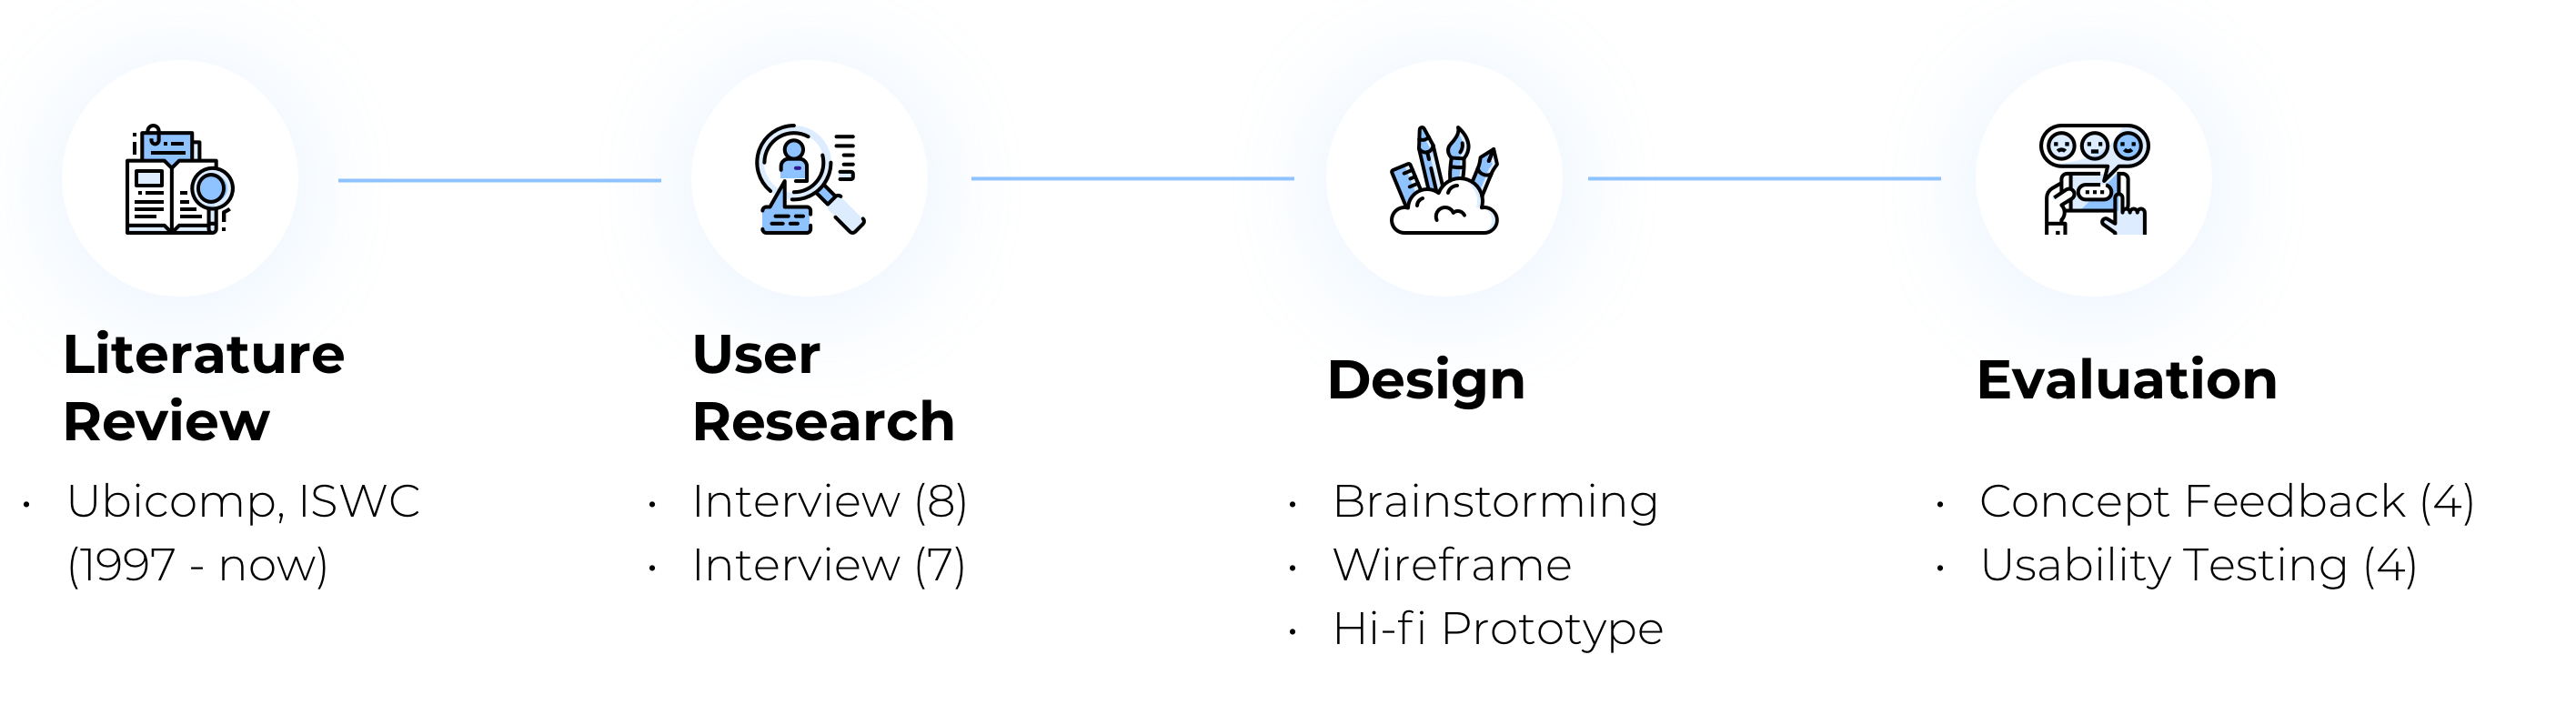 Literature
Review
• Ubicomp, ISWC
(1997 - now)
User
Research
• Interview (8)
• Interview (7)
Design
• Brainstorming
• Wireframe
• Hi-fi Prototype
Evaluation
• Concept Feedback (4)
• Usability Testing (4)